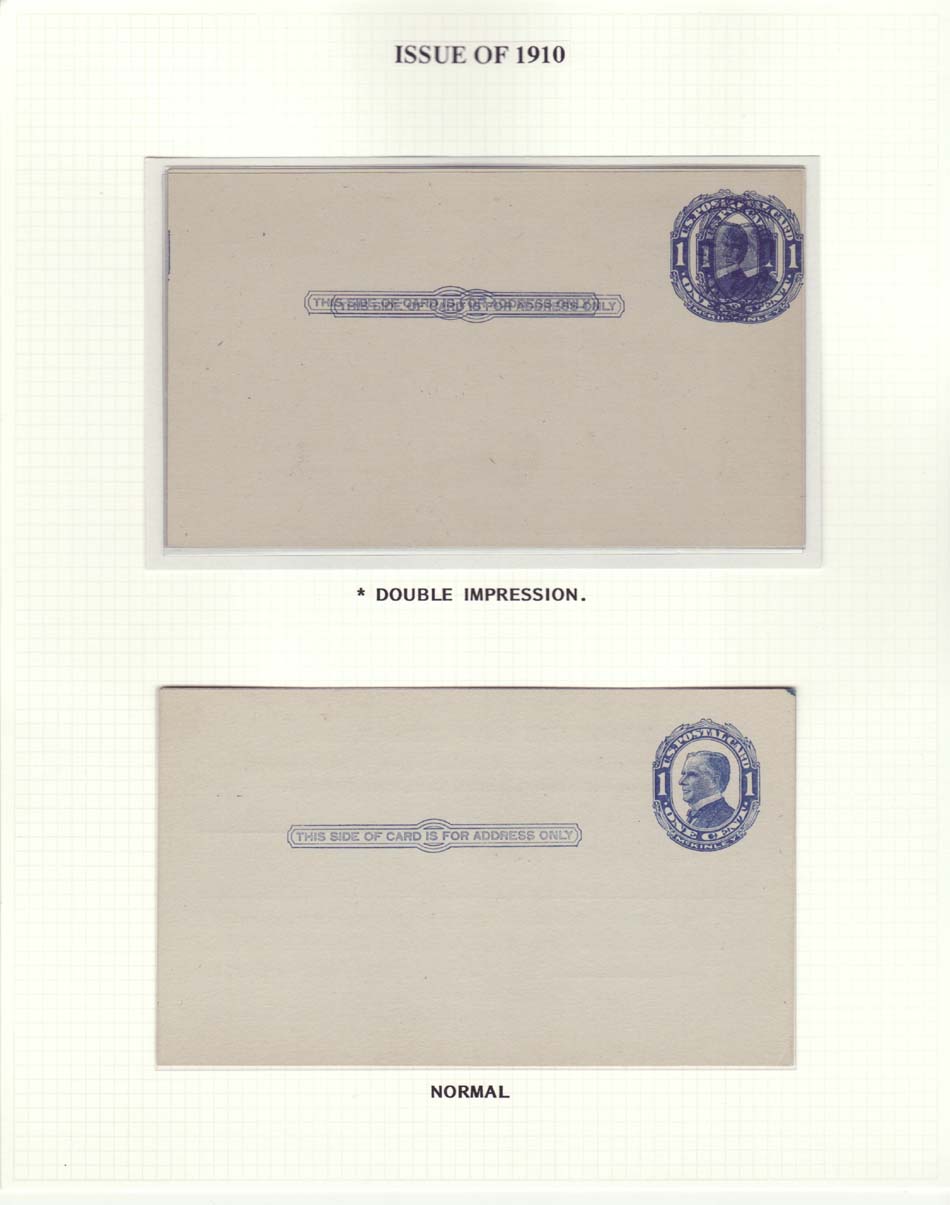 ISSUE OF 1910
U.S. POSTAL CARD
1 1
ONE CENT
McKINLEY
THIS SIDE OF CARD IS FOR ADDRESS ONLY
THIS SIDE OF CARD IS FOR ADDRESS ONLY
* DOUBLE IMPRESSION.
U.S. POSTAL CARD
1 1
ONE CENT
McKINLEY
THIS SIDE OF CARD IS FOR ADDRESS ONLY
NORMAL